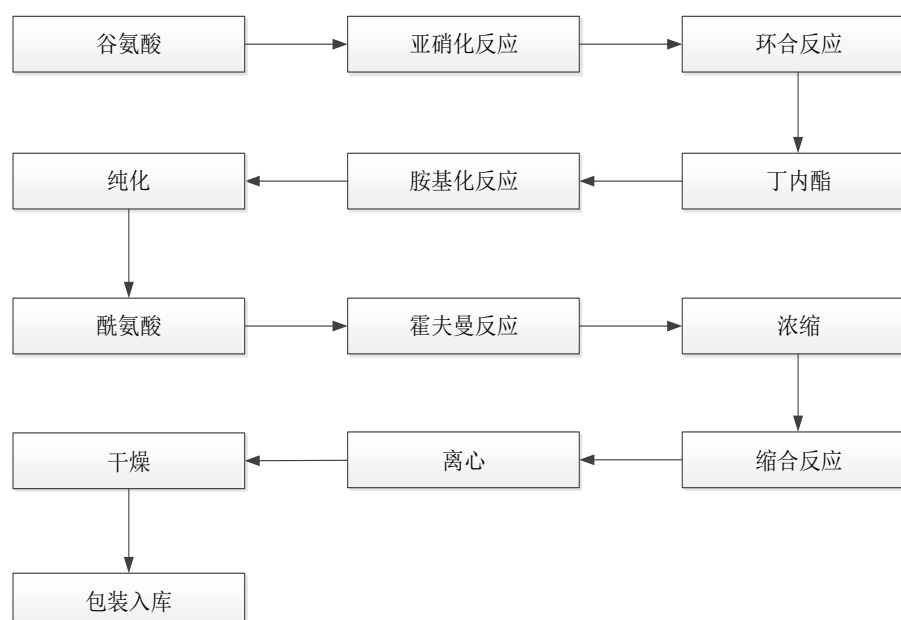 谷氨酸
亚硝化反应
环合反应
丁内酯
胺基化反应
纯化
酰氨酸
霍夫曼反应
浓缩
缩合反应
离心
干燥
包装入库